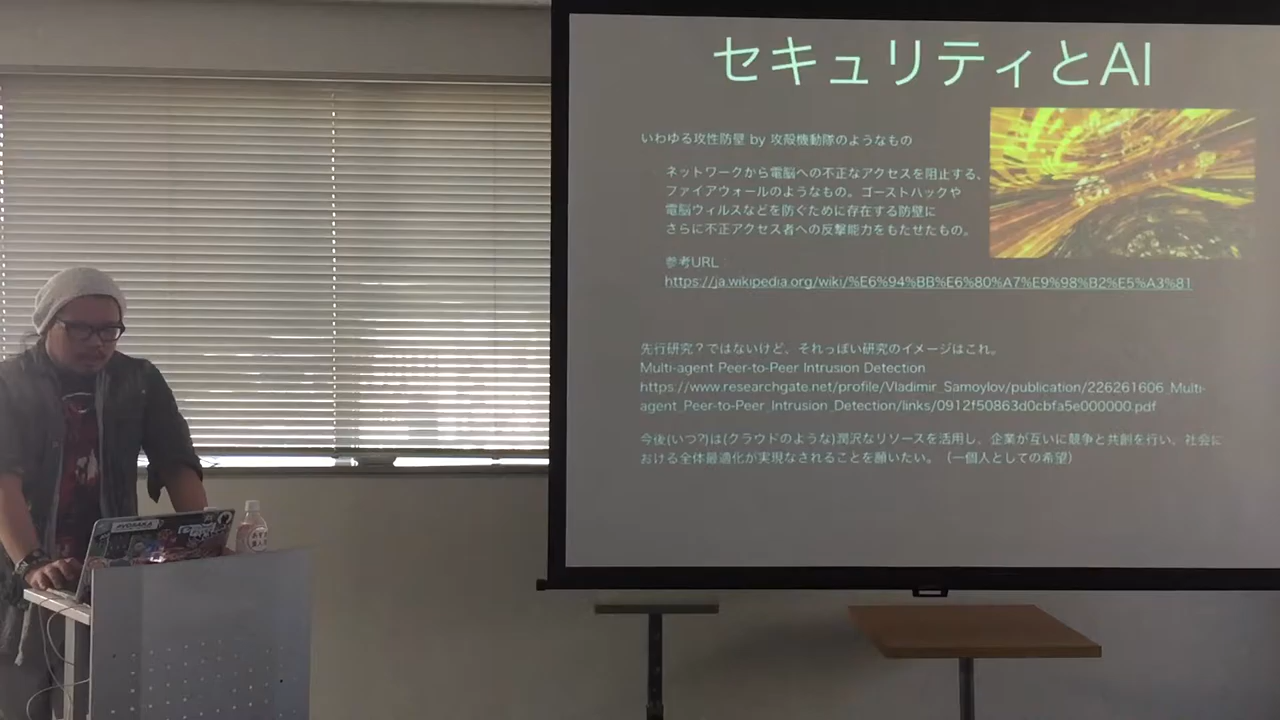 セキュリティとAI
いわゆる攻性防壁 by 攻殻機動隊のようなもの
ネットワークから電脳への不正なアクセスを阻止する、
ファイアウォールのようなもの。ゴーストハックや
電脳ウィルスなどを防ぐために存在する防壁に
さらに不正アクセス者への反撃能力をもたせたもの。
参考URL
https://ja.wikipedia.org/wiki/%E6%94%BB%E6%80%A7%E9%98%B2%E5%A3%81
先行研究？ではないけど、それっぽい研究のイメージはこれ。
Multi-agent Peer-to-Peer Intrusion Detection
https://www.researchgate.net/profile/Vladimir_Samoylov/publication/226261606_Multi-
agent_Peer-to-Peer_Intrusion_Detection/links/0912f50863d0cbfa5e000000.pdf
今後(いつ?)は(クラウドのような)潤沢なリソースを活用し、企業が互いに競争と共創を行い、社会に
おける全体最適化が実現なされることを願いたい。（一個人としての希望）